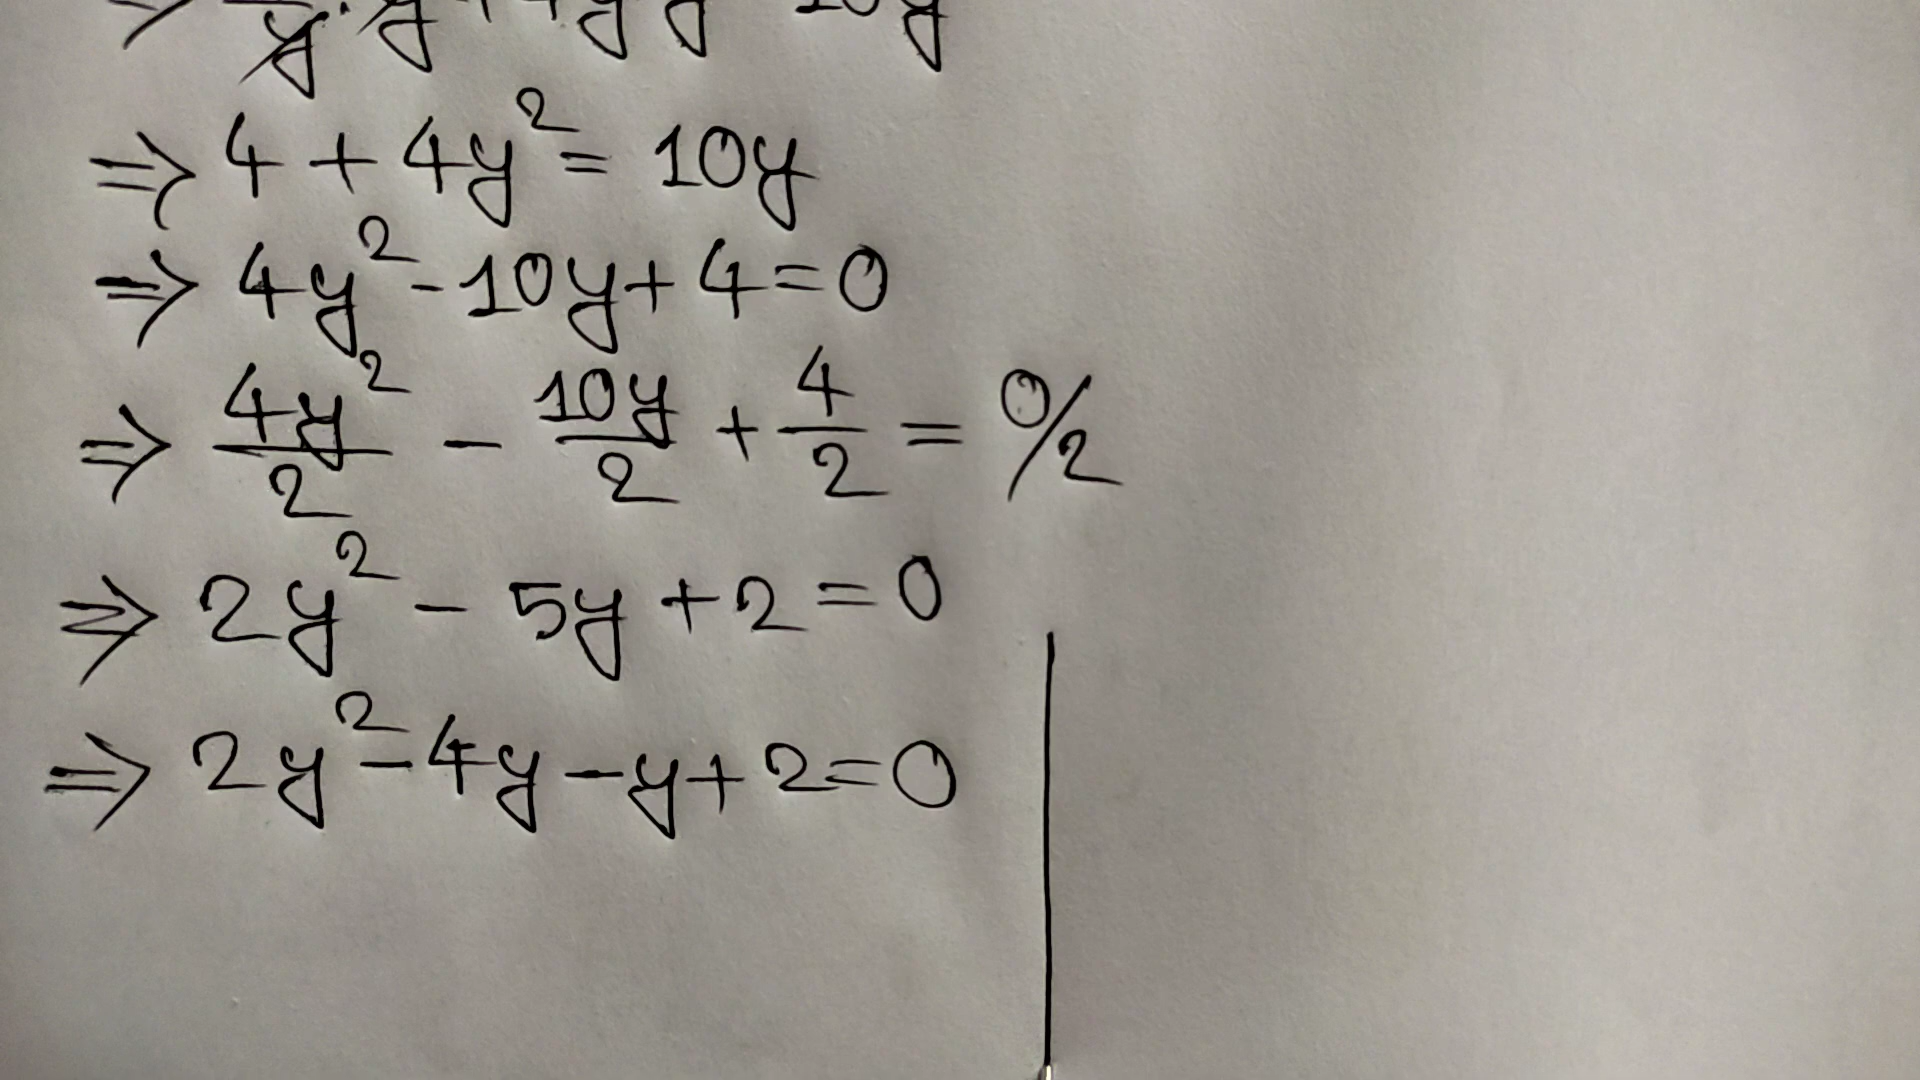 ⇒ 4 + 4y² = 10y
⇒ 4y² - 10y + 4 = 0
⇒ 4y²/2 - 10y/2 + 4/2 = 0/2
⇒ 2y² - 5y + 2 = 0
⇒ 2y² - 4y - y + 2 = 0